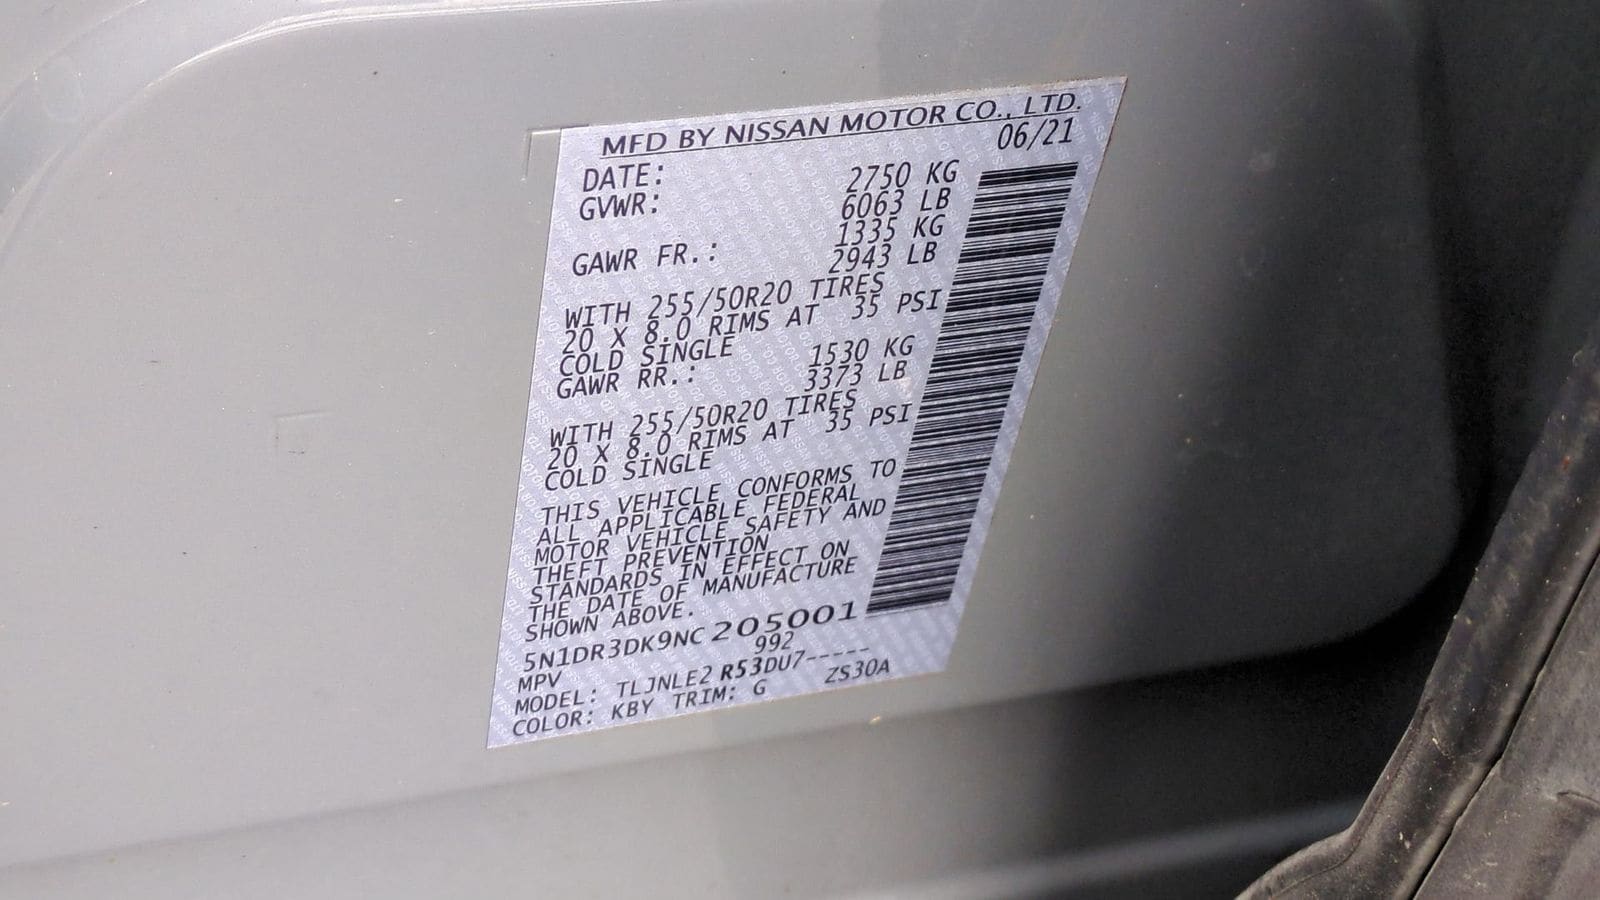 MFD BY NISSAN MOTOR CO., LTD.
DATE: 06/21
GVWR: 2750 KG
6063 LB
1335 KG
GAWR FR.: 2943 LB
WITH 255/50R20 TIRES
20 X 8.0 RIMS AT 35 PSI
COLD SINGLE
1530 KG
GAWR RR.: 3373 LB
WITH 255/50R20 TIRES
20 X 8.0 RIMS AT 35 PSI
COLD SINGLE
THIS VEHICLE CONFORMS TO
ALL APPLICABLE FEDERAL
MOTOR VEHICLE SAFETY AND
THEFT PREVENTION
STANDARDS IN EFFECT ON
THE DATE OF MANUFACTURE
SHOWN ABOVE.
5N1DR3DK9NC 205001
MPV 992
MODEL: TLJNLE2 R53DU7-----
COLOR: KBY TRIM: G ZS30A